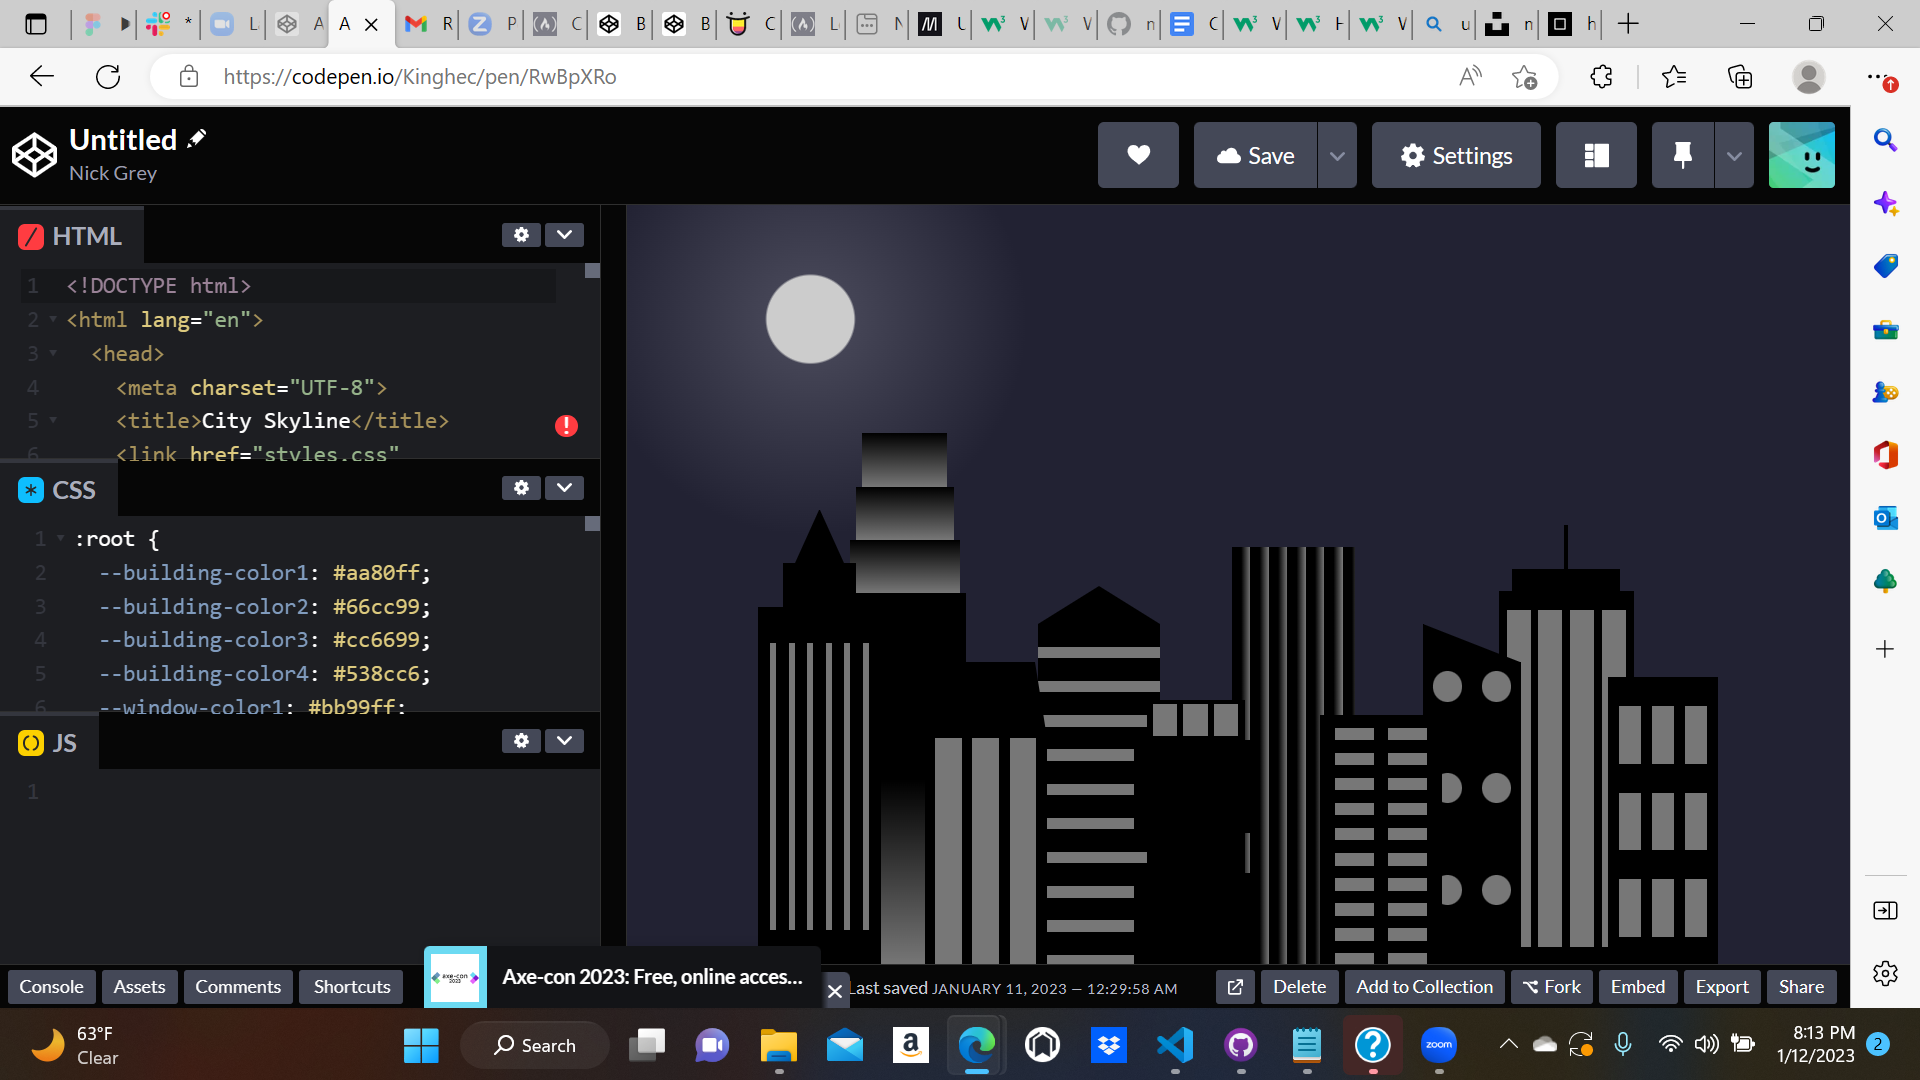 A
R
P
C
B
B
C
L
N
U
W
W
n
C
W
H
W
u
n
h
https://codepen.io/Kinghec/pen/RwBpXRo
Untitled
Nick Grey
Save
Settings
HTML
1 <!DOCTYPE html>
2 <html lang="en">
3 <head>
4 <meta charset="UTF-8">
5 <title>City Skyline</title>
6 <link href="styles.css"
CSS
1 :root {
2 --building-color1: #aa80ff;
3 --building-color2: #66cc99;
4 --building-color3: #cc6699;
5 --building-color4: #538cc6;
6 --window-color1: #bb99ff;
JS
1
Console Assets Comments Shortcuts
axe-con 2023
Axe-con 2023: Free, online acces...
Last saved JANUARY 11, 2023 — 12:29:58 AM
Delete Add to Collection Fork Embed Export Share
63°F
Clear
Search
zoom
8:13 PM
1/12/2023
2